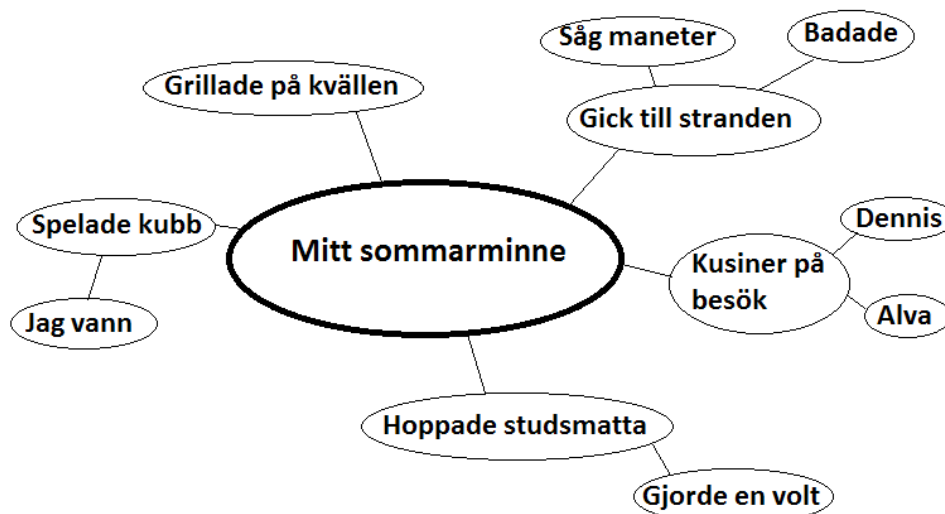 Såg maneter
Badade
Grillade på kvällen
Gick till stranden
Spelade kubb
Dennis
Mitt sommarminne
Kusiner på
besök
Jag vann
Alva
Hoppade studsmatta
Gjorde en volt